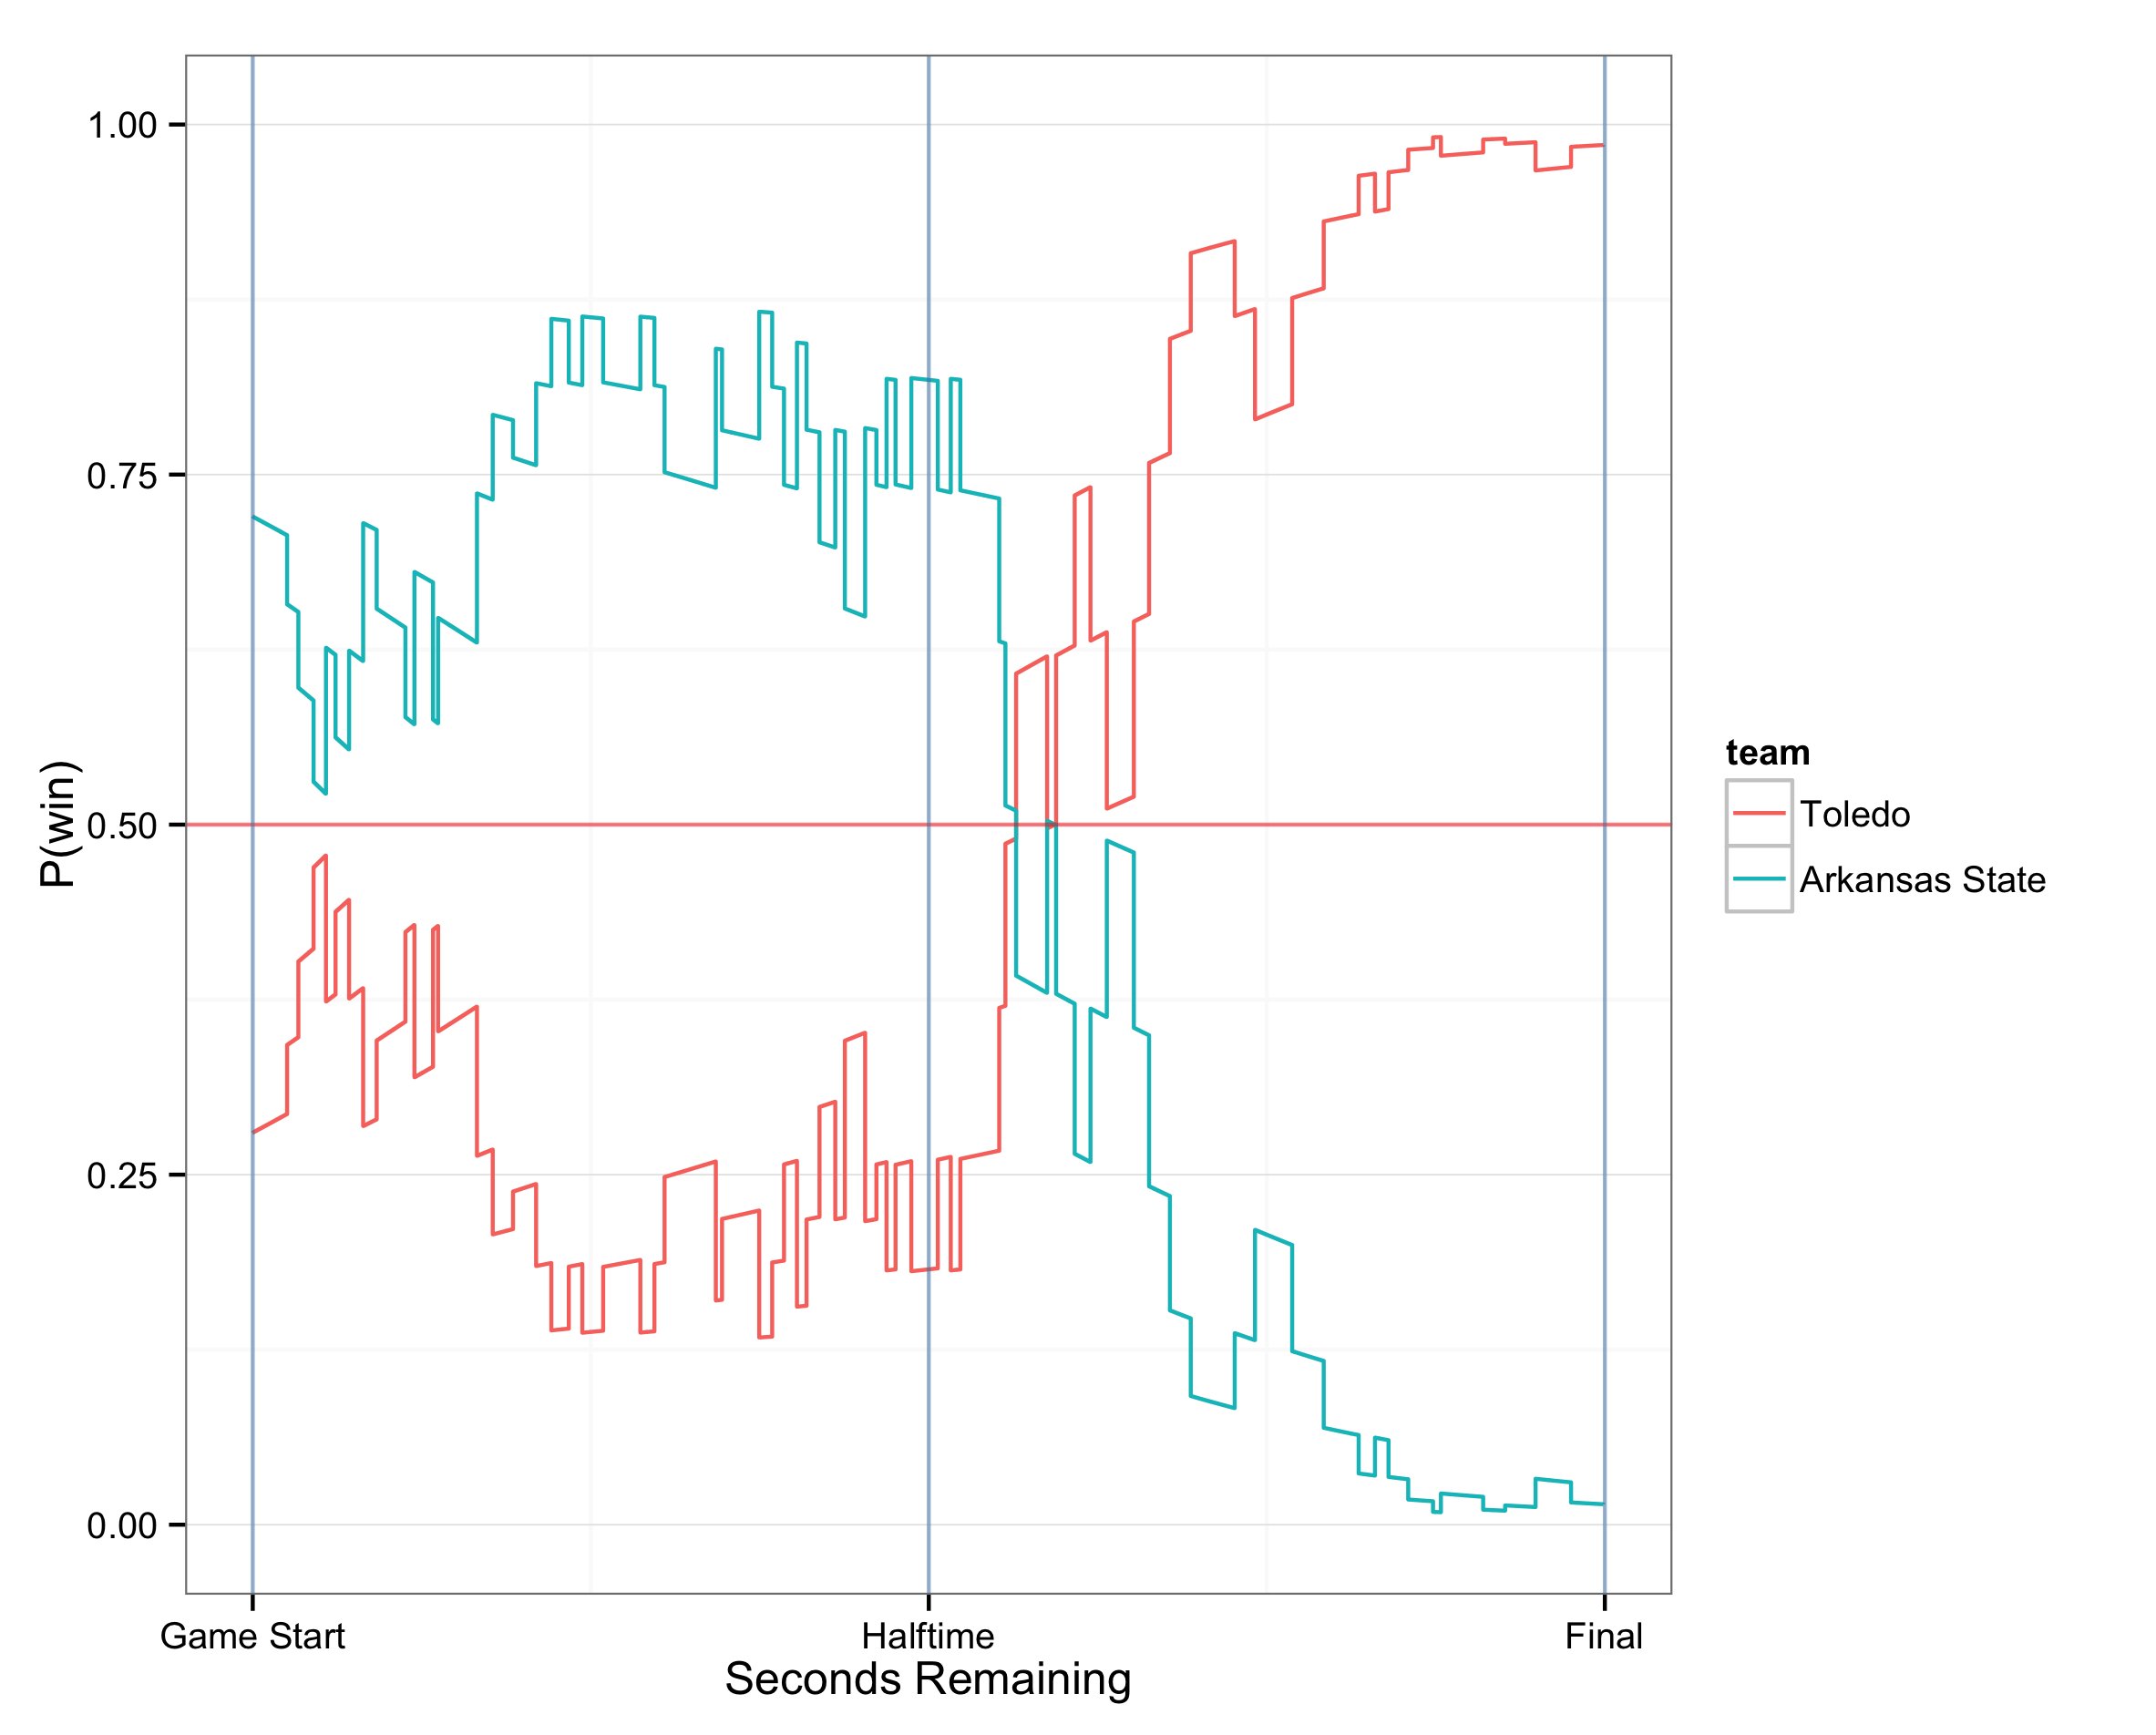 1.00
0.75
0.50
0.25
0.00
P(win)
Game Start
Halftime
Final
Seconds Remaining
team
Toledo
Arkansas State